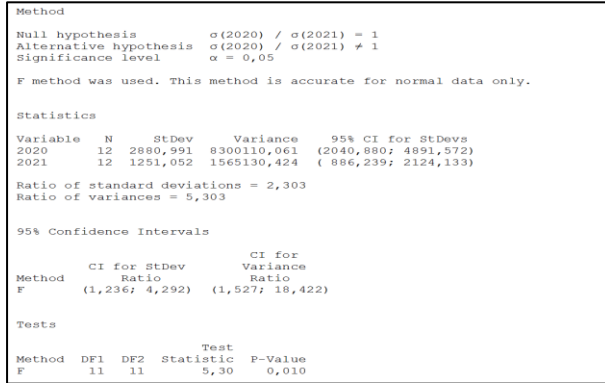 Method
Null hypothesis σ(2020) / σ(2021) = 1
Alternative hypothesis σ(2020) / σ(2021) ≠ 1
Significance level α = 0,05
F method was used. This method is accurate for normal data only.
Statistics
Variable N StDev Variance 95% CI for StDevs
2020 12 2880,991 8300110,061 (2040,880; 4891,572)
2021 12 1251,052 1565130,424 ( 886,239; 2124,133)
Ratio of standard deviations = 2,303
Ratio of variances = 5,303
95% Confidence Intervals
CI for
CI for StDev Variance
Method Ratio Ratio
F (1,236; 4,292) (1,527; 18,422)
Tests
Test
Method DF1 DF2 Statistic P-Value
F 11 11 5,30 0,010